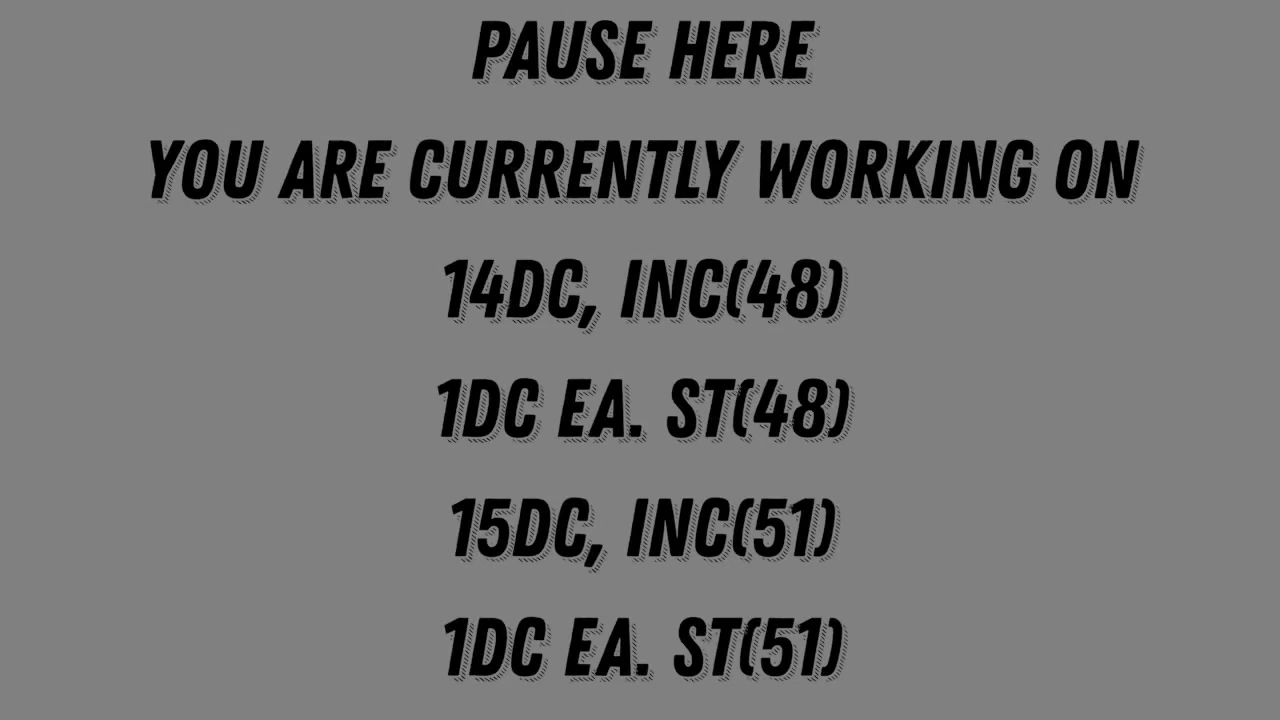 PAUSE HERE
YOU ARE CURRENTLY WORKING ON
14DC, INC(48)
1DC EA. ST(48)
15DC, INC(51)
1DC EA. ST(51)